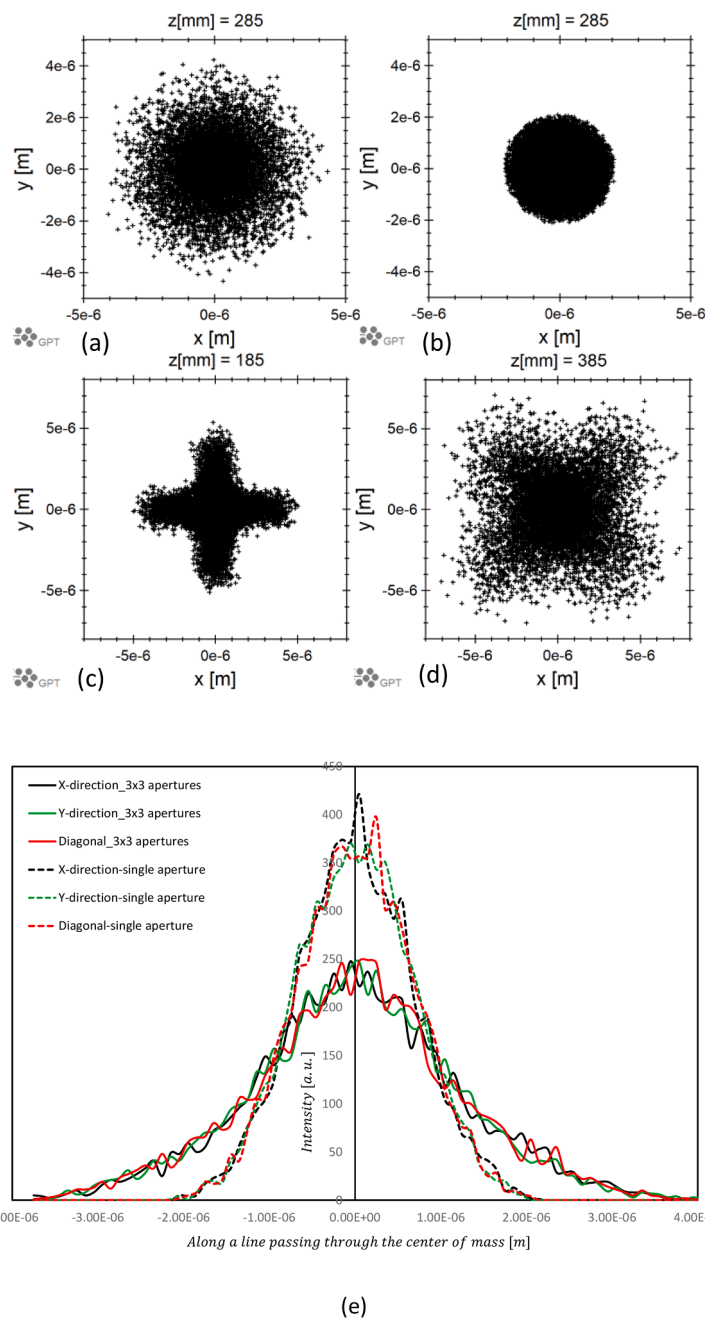 z[mm] = 285
z[mm] = 285
4e-6
2e-6
0e-6
-2e-6
-4e-6
y [m]
-5e-6
0e-6
5e-6
x [m]
GPT
(a)
4e-6
2e-6
0e-6
-2e-6
-4e-6
y [m]
-5e-6
0e-6
5e-6
x [m]
GPT
(b)
z[mm] = 185
z[mm] = 385
5e-6
0e-6
-5e-6
y [m]
-5e-6
0e-6
5e-6
x [m]
GPT
(c)
5e-6
0e-6
-5e-6
y [m]
-5e-6
0e-6
5e-6
x [m]
GPT
(d)
X-direction_3x3 apertures
Y-direction_3x3 apertures
Diagonal_3x3 apertures
X-direction-single aperture
Y-direction-single aperture
Diagonal-single aperture
450
400
350
300
250
200
150
100
50
0
Intensity [a.u.]
00E-06
-3.00E-06
-2.00E-06
-1.00E-06
0.00E+00
1.00E-06
2.00E-06
3.00E-06
4.00E-
Along a line passing through the center of mass [m]
(e)